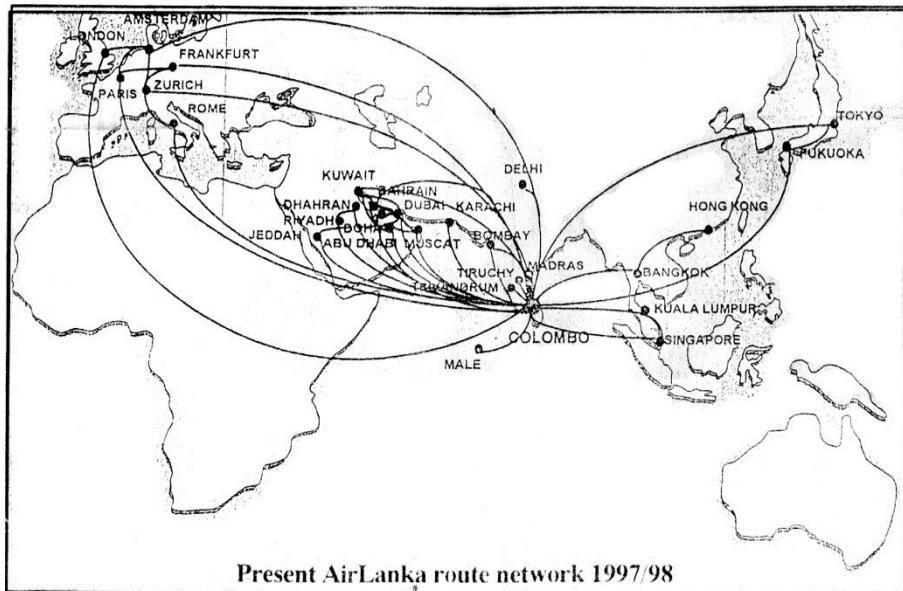 AMSTERDAM
LONDON
FRANKFURT
PARIS
ZURICH
ROME
TOKYO
FUKUOKA
DELHI
KUWAIT
BAHRAIN
DHAHRAN
DUBAI
KARACHI
HONG KONG
RIYADH
DOHA
JEDDAH
ABU DHABI
MUSCAT
BOMBAY
MADRAS
TIRUCHY
BANGKOK
TRIVANDRUM
KUALA LUMPUR
COLOMBO
SINGAPORE
MALE
Present AirLanka route network 1997/98